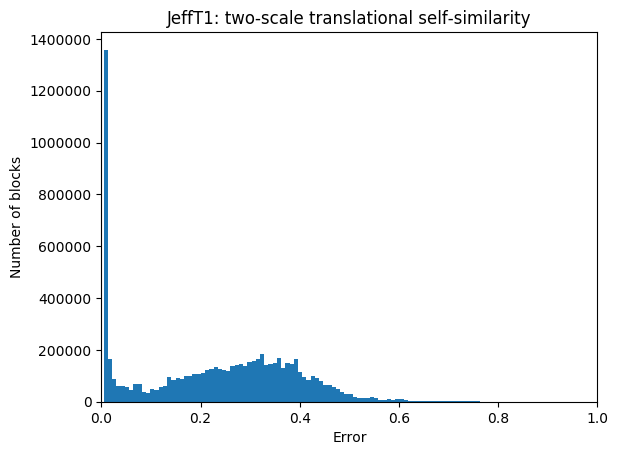 JeffT1: two-scale translational self-similarity
1400000
1200000
1000000
800000
600000
400000
200000
0
Number of blocks
0.0 0.2 0.4 0.6 0.8 1.0
Error